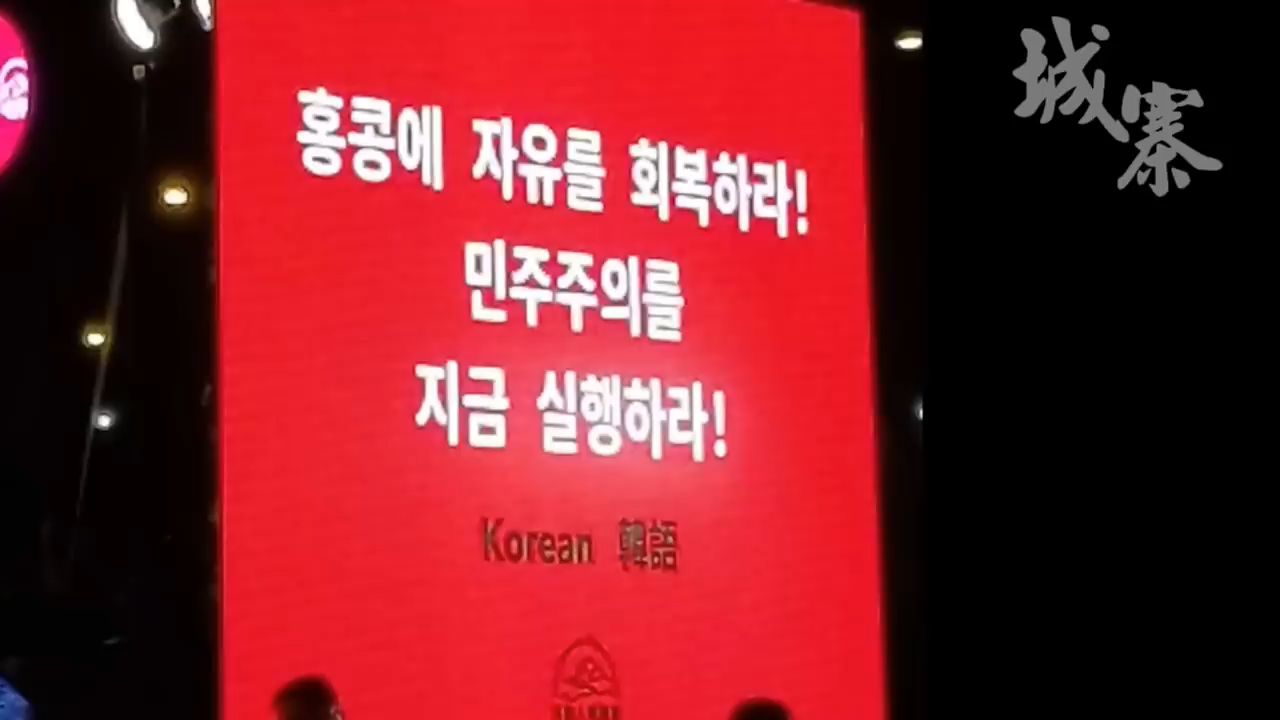 城寨
홍콩에 자유를 회복하라!
민주주의를
지금 실행하라!
Korean 韓語